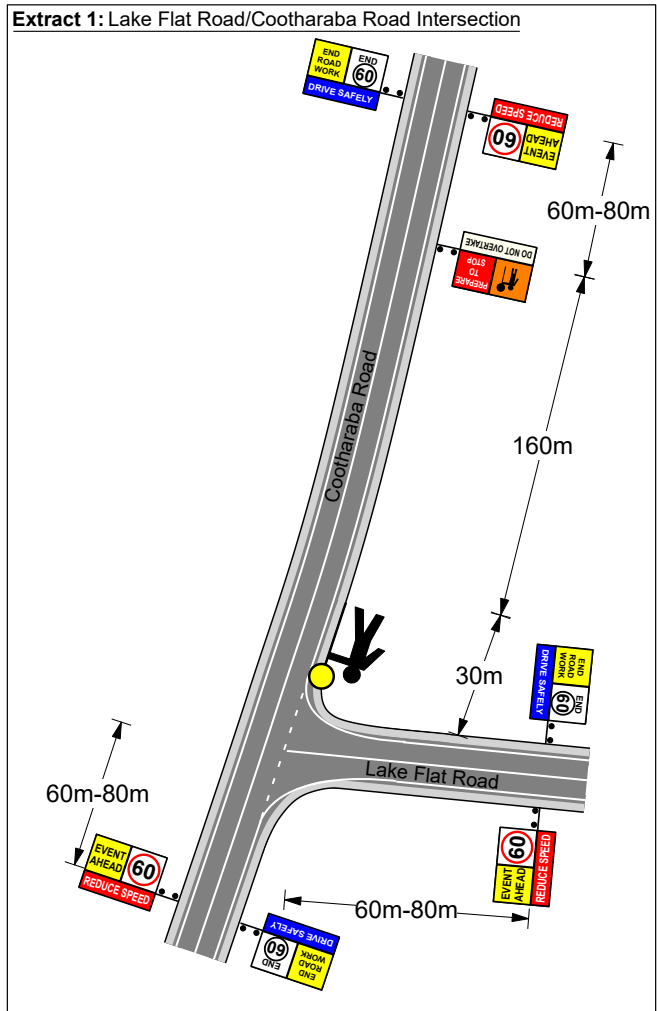 Extract 1: Lake Flat Road/Cootharaba Road Intersection
END
ROAD
WORK
END
60
DRIVE SAFELY
REDUCE SPEED
EVENT
AHEAD
60
60m-80m
DO NOT OVERTAKE
PREPARE
TO
STOP
Cootharaba Road
160m
30m
END
ROAD
WORK
END
60
DRIVE SAFELY
Lake Flat Road
60m-80m
EVENT
AHEAD
60
REDUCE SPEED
EVENT
AHEAD
60
REDUCE SPEED
60m-80m
DRIVE SAFELY
END
ROAD
WORK
END
60